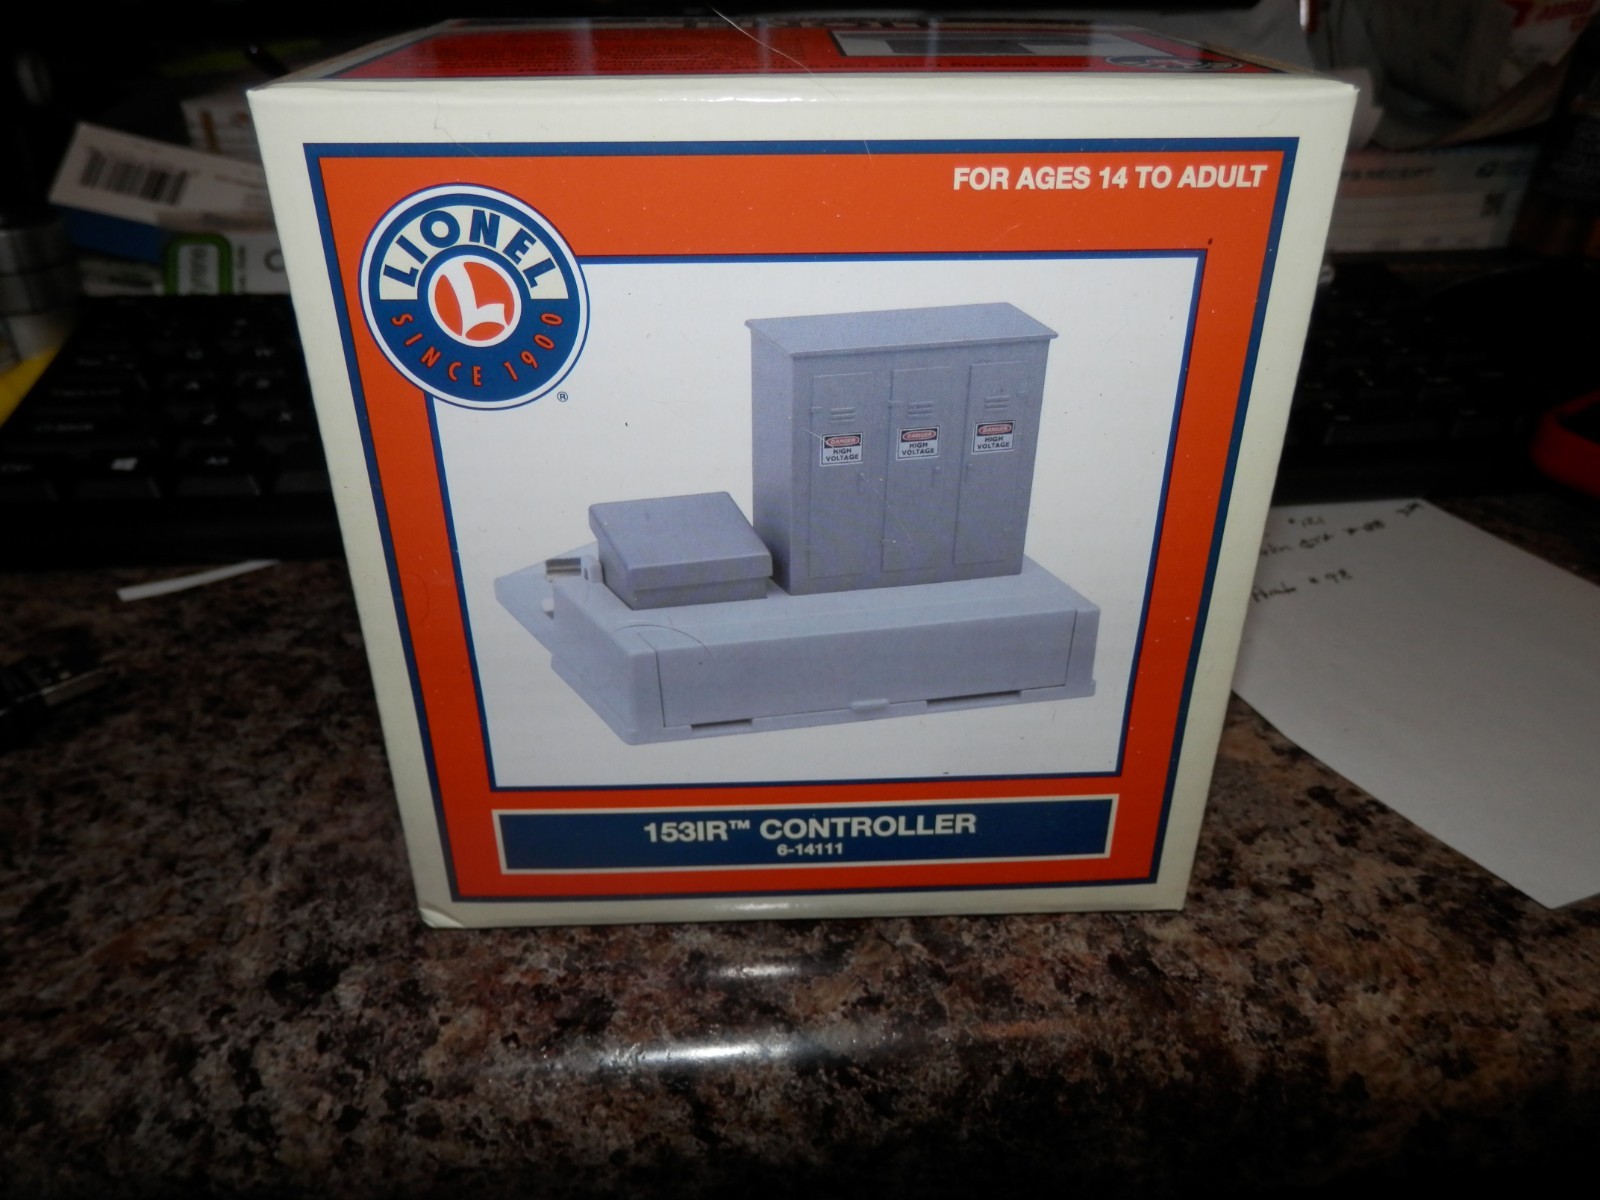 FOR AGES 14 TO ADULT
LIONEL
L
SINCE 1900
®
DANGER
HIGH
VOLTAGE
DANGER
HIGH
VOLTAGE
DANGER
HIGH
VOLTAGE
153IR™ CONTROLLER
6-14111